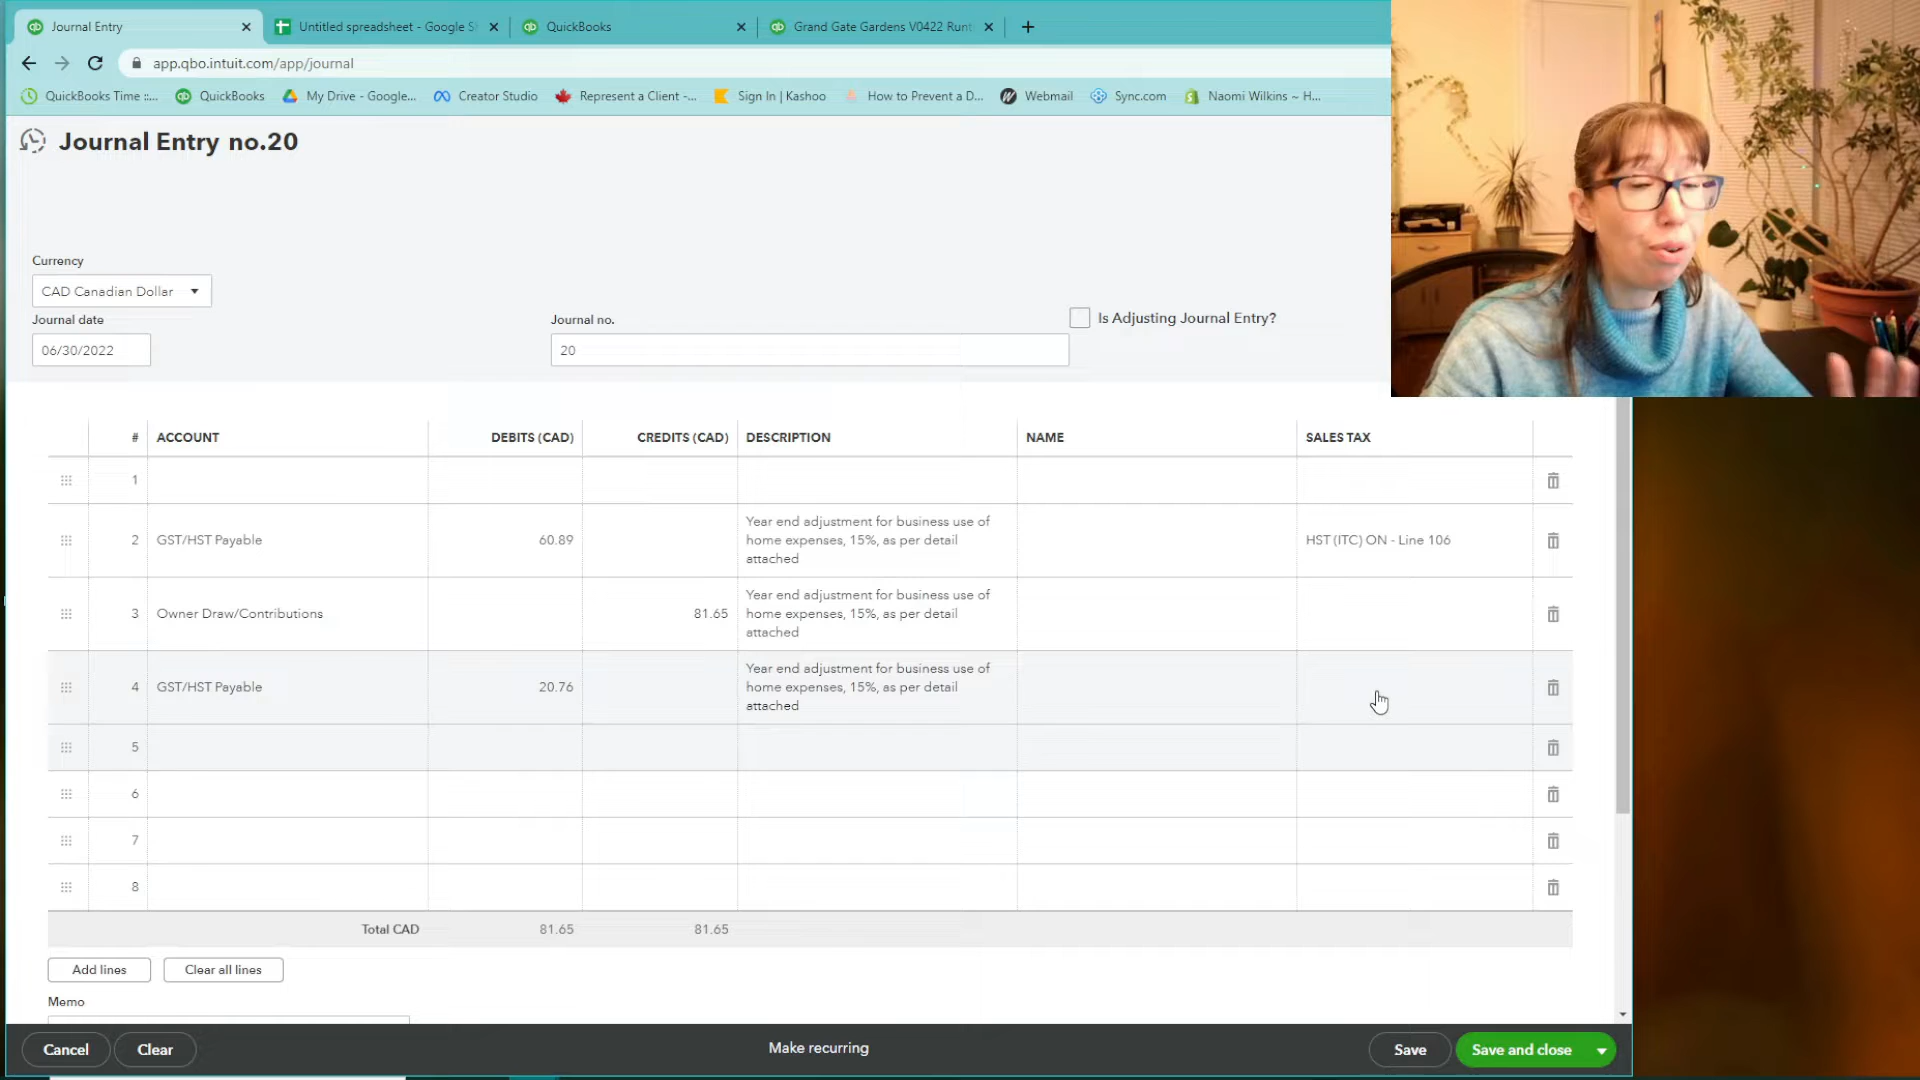 Journal Entry
Untitled spreadsheet - Google S
QuickBooks
Grand Gate Gardens V0422 Runt
app.qbo.intuit.com/app/journal
QuickBooks Time ::...
QuickBooks
My Drive - Google...
Creator Studio
Represent a Client -...
Sign In | Kashoo
How to Prevent a D...
Webmail
Sync.com
Naomi Wilkins ~ H...
Journal Entry no.20
Currency
CAD Canadian Dollar
Journal date
06/30/2022
Journal no.
20
Is Adjusting Journal Entry?
# ACCOUNT DEBITS (CAD) CREDITS (CAD) DESCRIPTION NAME SALES TAX
1
2 GST/HST Payable 60.89
Year end adjustment for business use of
home expenses, 15%, as per detail
attached
HST (ITC) ON - Line 106
3 Owner Draw/Contributions 81.65
Year end adjustment for business use of
home expenses, 15%, as per detail
attached
4 GST/HST Payable 20.76
Year end adjustment for business use of
home expenses, 15%, as per detail
attached
5
6
7
8
Total CAD 81.65 81.65
Add lines
Clear all lines
Memo
Cancel
Clear
Make recurring
Save
Save and close